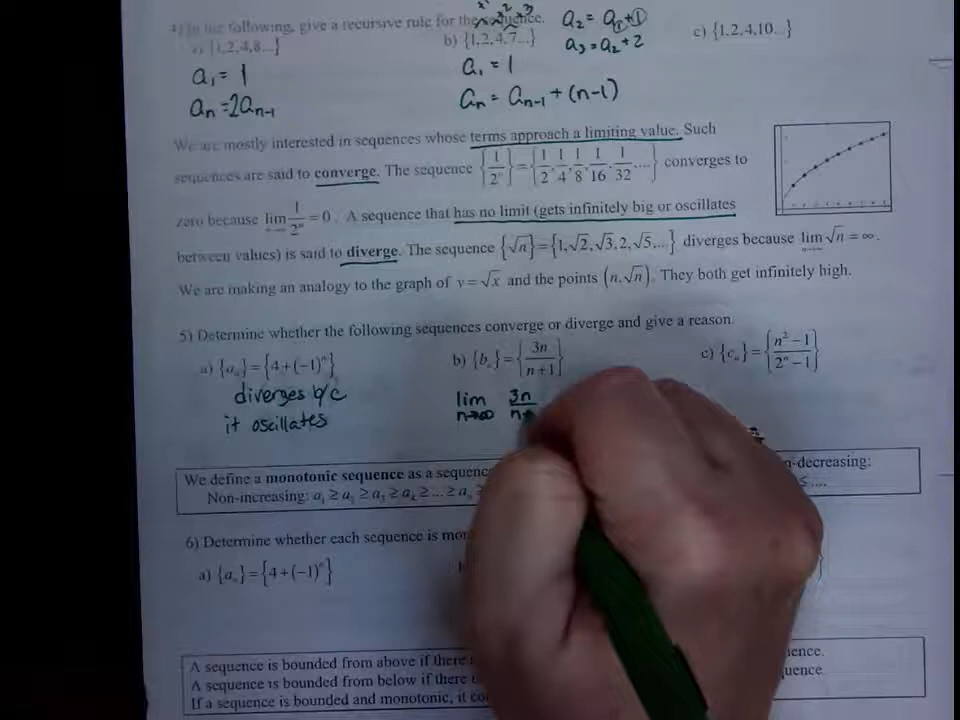 4) In the following, give a recursive rule for the sequence.
a) {1,2,4,8...}
b) {1,2,4,7...}
c) {1,2,4,10...}
a₂ = a₁+1
a₃ = a₂+2
a₁ = 1
aₙ = 2aₙ₋₁
a₁ = 1
aₙ = aₙ₋₁ + (n-1)
We are mostly interested in sequences whose terms approach a limiting value. Such
sequences are said to converge. The sequence {1/2ⁿ} = {1/2, 1/4, 1/8, 1/16, 1/32, ....} converges to
zero because lim 1/2ⁿ = 0. A sequence that has no limit (gets infinitely big or oscillates
between values) is said to diverge. The sequence {√n} = {1,√2,√3,2,√5,...} diverges because lim √n = ∞.
We are making an analogy to the graph of y = √x and the points (n,√n). They both get infinitely high.
5) Determine whether the following sequences converge or diverge and give a reason.
a) {aₙ} = {4+(-1)ⁿ}
b) {bₙ} = {3n/(n+1)}
c) {cₙ} = {(n²-1)/(2ⁿ-1)}
diverges b/c
it oscillates
lim n→∞ 3n/n+
We define a monotonic sequence as a sequence
n-decreasing:
Non-increasing: a₁ ≥ a₂ ≥ a₃ ≥ a₄ ≥ ... ≥ aₙ ≥
≤ ....
6) Determine whether each sequence is mon
a) {aₙ} = {4+(-1)ⁿ}
A sequence is bounded from above if there
A sequence is bounded from below if there
If a sequence is bounded and monotonic, it co